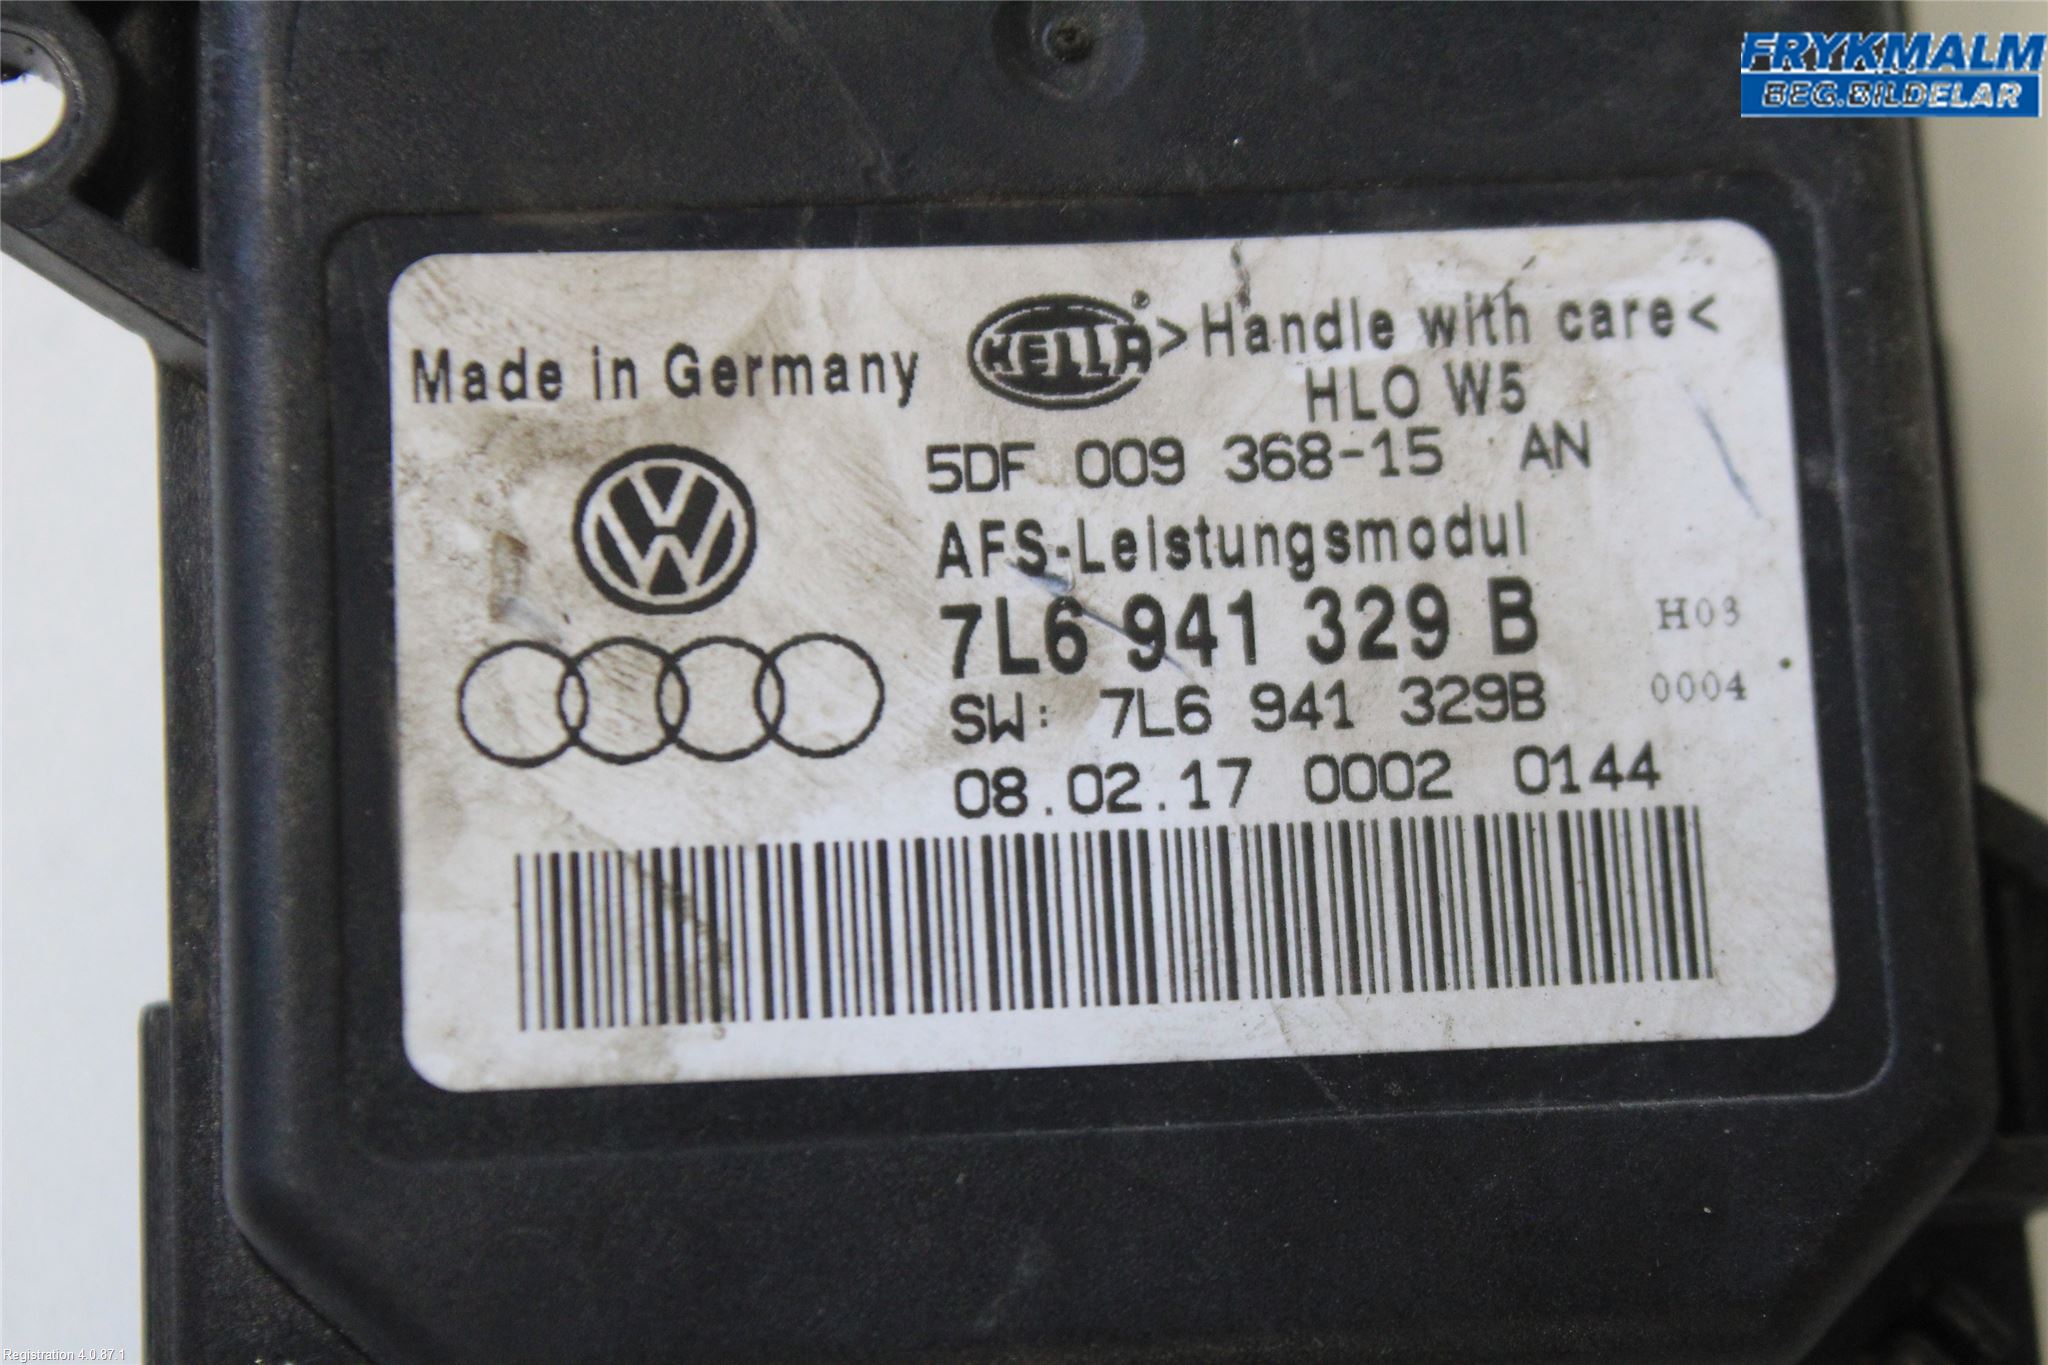 FRYKMALM
BEG.BILDELAR
Made in Germany
HELLA ®
>Handle with care<
HLO W5
5DF 009 368-15 AN
AFS-Leistungsmodul
7L6 941 329 B
H03
SW: 7L6 941 329B
0004
08.02.17 0002 0144
Registration 4.0.87.1